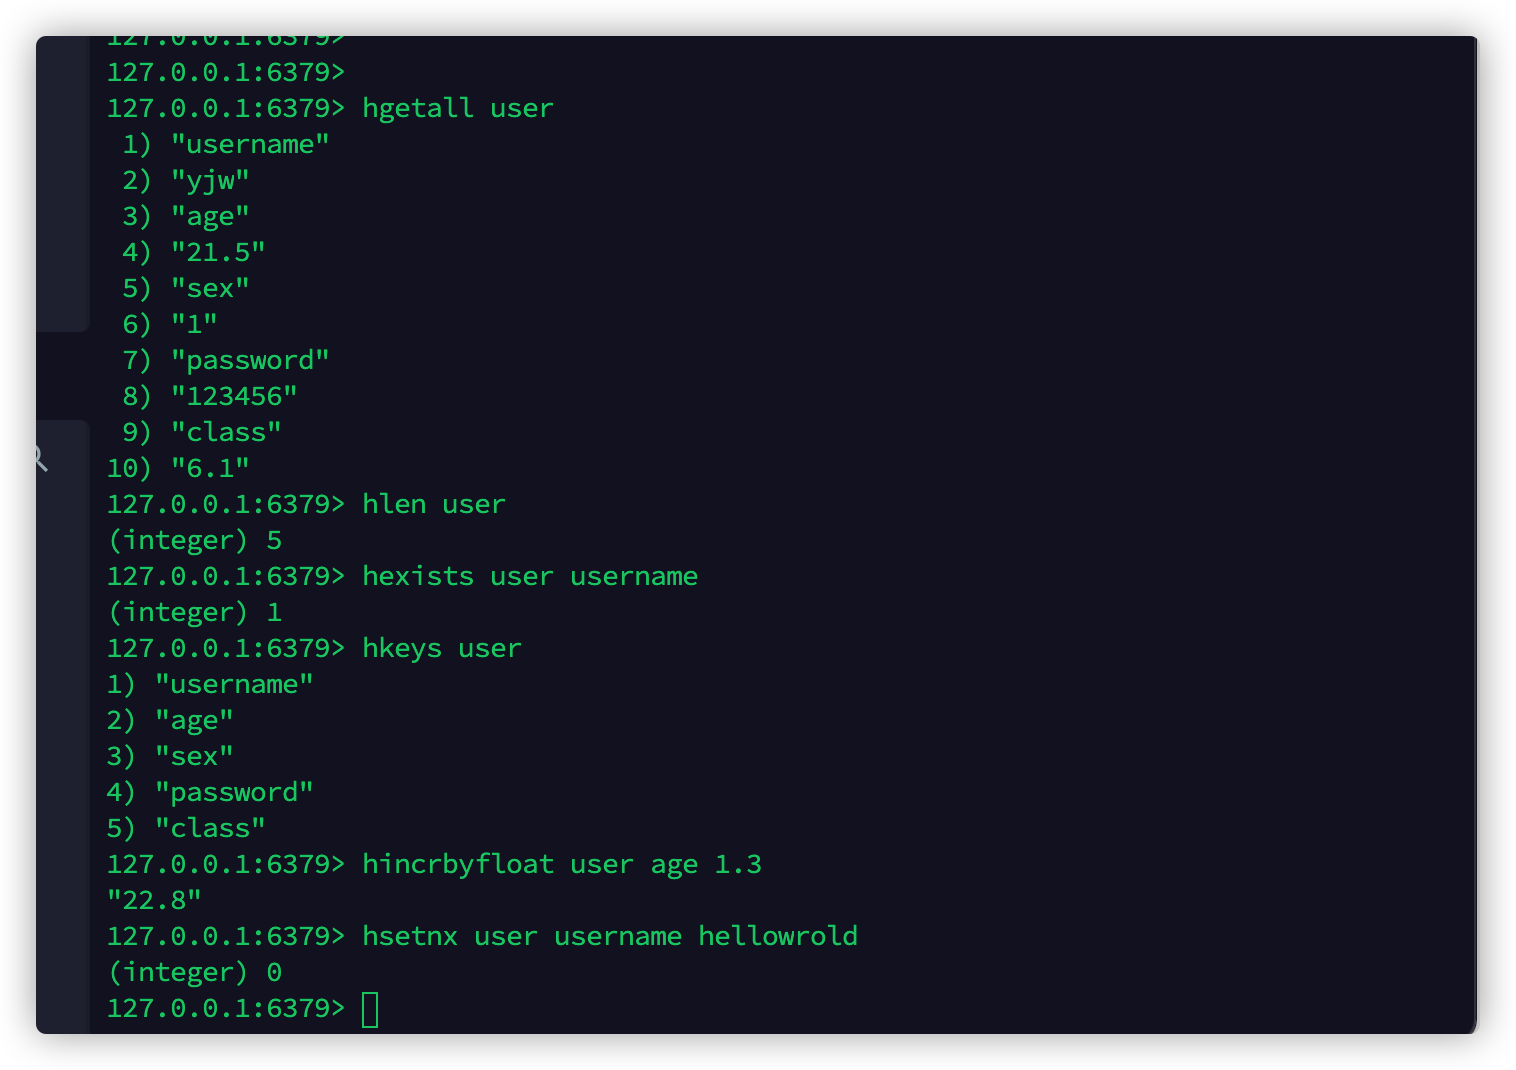 127.0.0.1:6379>
127.0.0.1:6379>
127.0.0.1:6379> hgetall user
 1) "username"
 2) "yjw"
 3) "age"
 4) "21.5"
 5) "sex"
 6) "1"
 7) "password"
 8) "123456"
 9) "class"
10) "6.1"
127.0.0.1:6379> hlen user
(integer) 5
127.0.0.1:6379> hexists user username
(integer) 1
127.0.0.1:6379> hkeys user
1) "username"
2) "age"
3) "sex"
4) "password"
5) "class"
127.0.0.1:6379> hincrbyfloat user age 1.3
"22.8"
127.0.0.1:6379> hsetnx user username hellowrold
(integer) 0
127.0.0.1:6379>